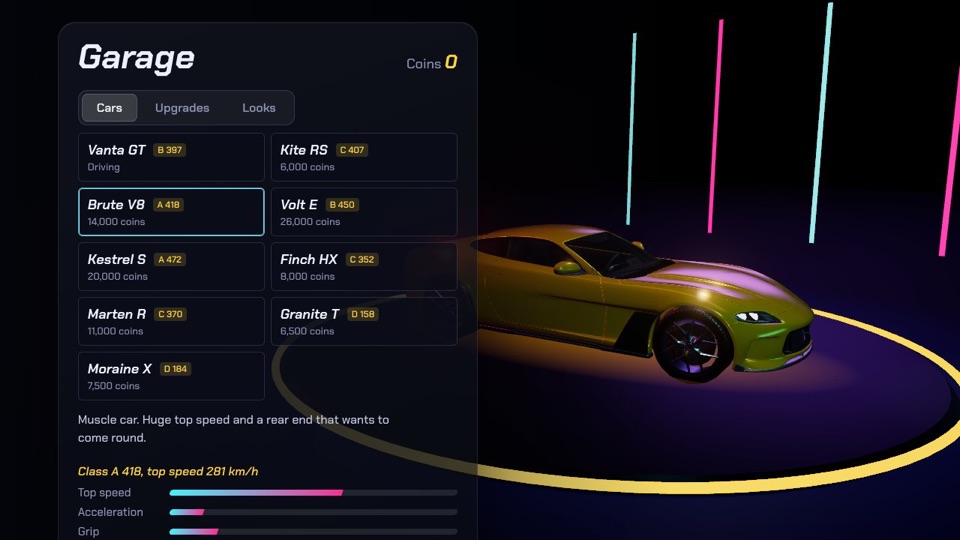 Garage
Coins 0
Cars Upgrades Looks
Vanta GT B 397
Driving
Kite RS C 407
6,000 coins
Brute V8 A 418
14,000 coins
Volt E B 450
26,000 coins
Kestrel S A 472
20,000 coins
Finch HX C 352
8,000 coins
Marten R C 370
11,000 coins
Granite T D 158
6,500 coins
Moraine X D 184
7,500 coins
Muscle car. Huge top speed and a rear end that wants to
come round.
Class A 418, top speed 281 km/h
Top speed
Acceleration
Grip